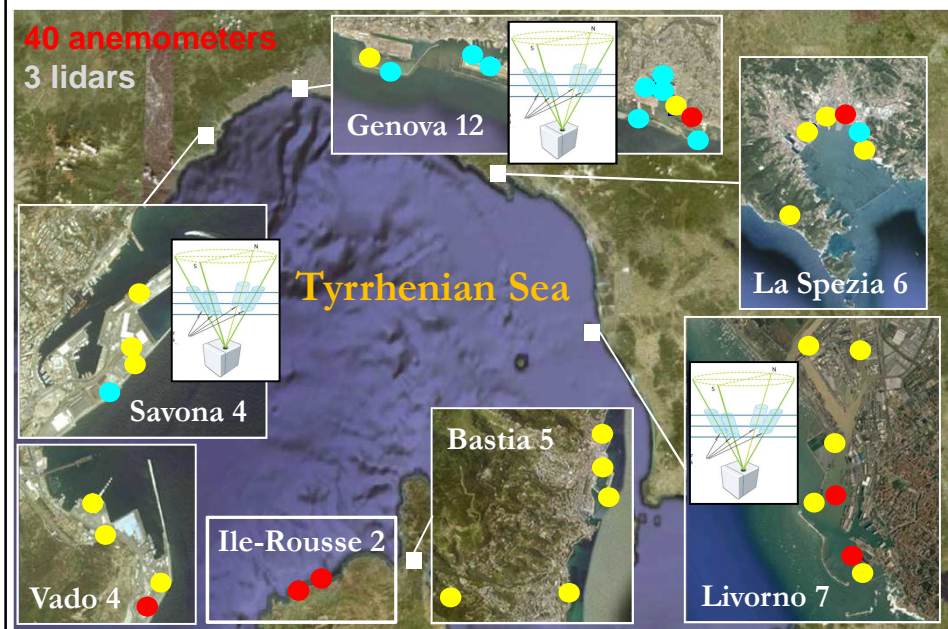 40 anemometers
3 lidars
Genova 12
S
N
La Spezia 6
S
N
Tyrrhenian Sea
Savona 4
S
N
Bastia 5
Ile-Rousse 2
Vado 4
Livorno 7